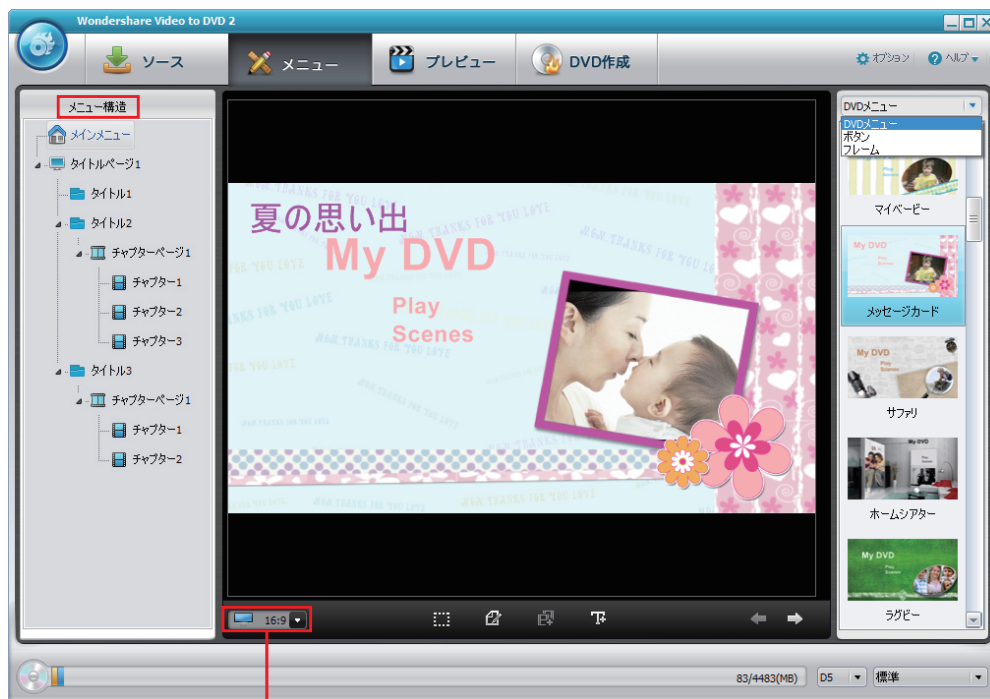 Wondershare Video to DVD 2
ソース
メニュー
プレビュー
DVD作成
オプション
ヘルプ
メニュー構造
メインメニュー
タイトルページ1
タイトル1
タイトル2
チャプターページ1
チャプター1
チャプター2
チャプター3
タイトル3
チャプターページ1
チャプター1
チャプター2
夏の思い出
My DVD
Play
Scenes
16:9
DVDメニュー
DVDメニュー
ボタン
フレーム
マイベービー
My DVD
Play
Scenes
メッセージカード
My DVD
Play
Scenes
サファリ
My DVD
ホームシアター
My DVD
Play
Scenes
ラグビー
83/4483(MB)
D5
標準